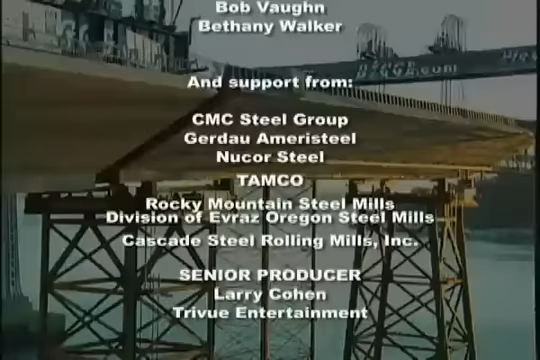 Bob Vaughn
Bethany Walker
And support from:
CMC Steel Group
Gerdau Ameristeel
Nucor Steel
TAMCO
Rocky Mountain Steel Mills
Division of Evraz Oregon Steel Mills
Cascade Steel Rolling Mills, Inc.
SENIOR PRODUCER
Larry Cohen
Trivue Entertainment